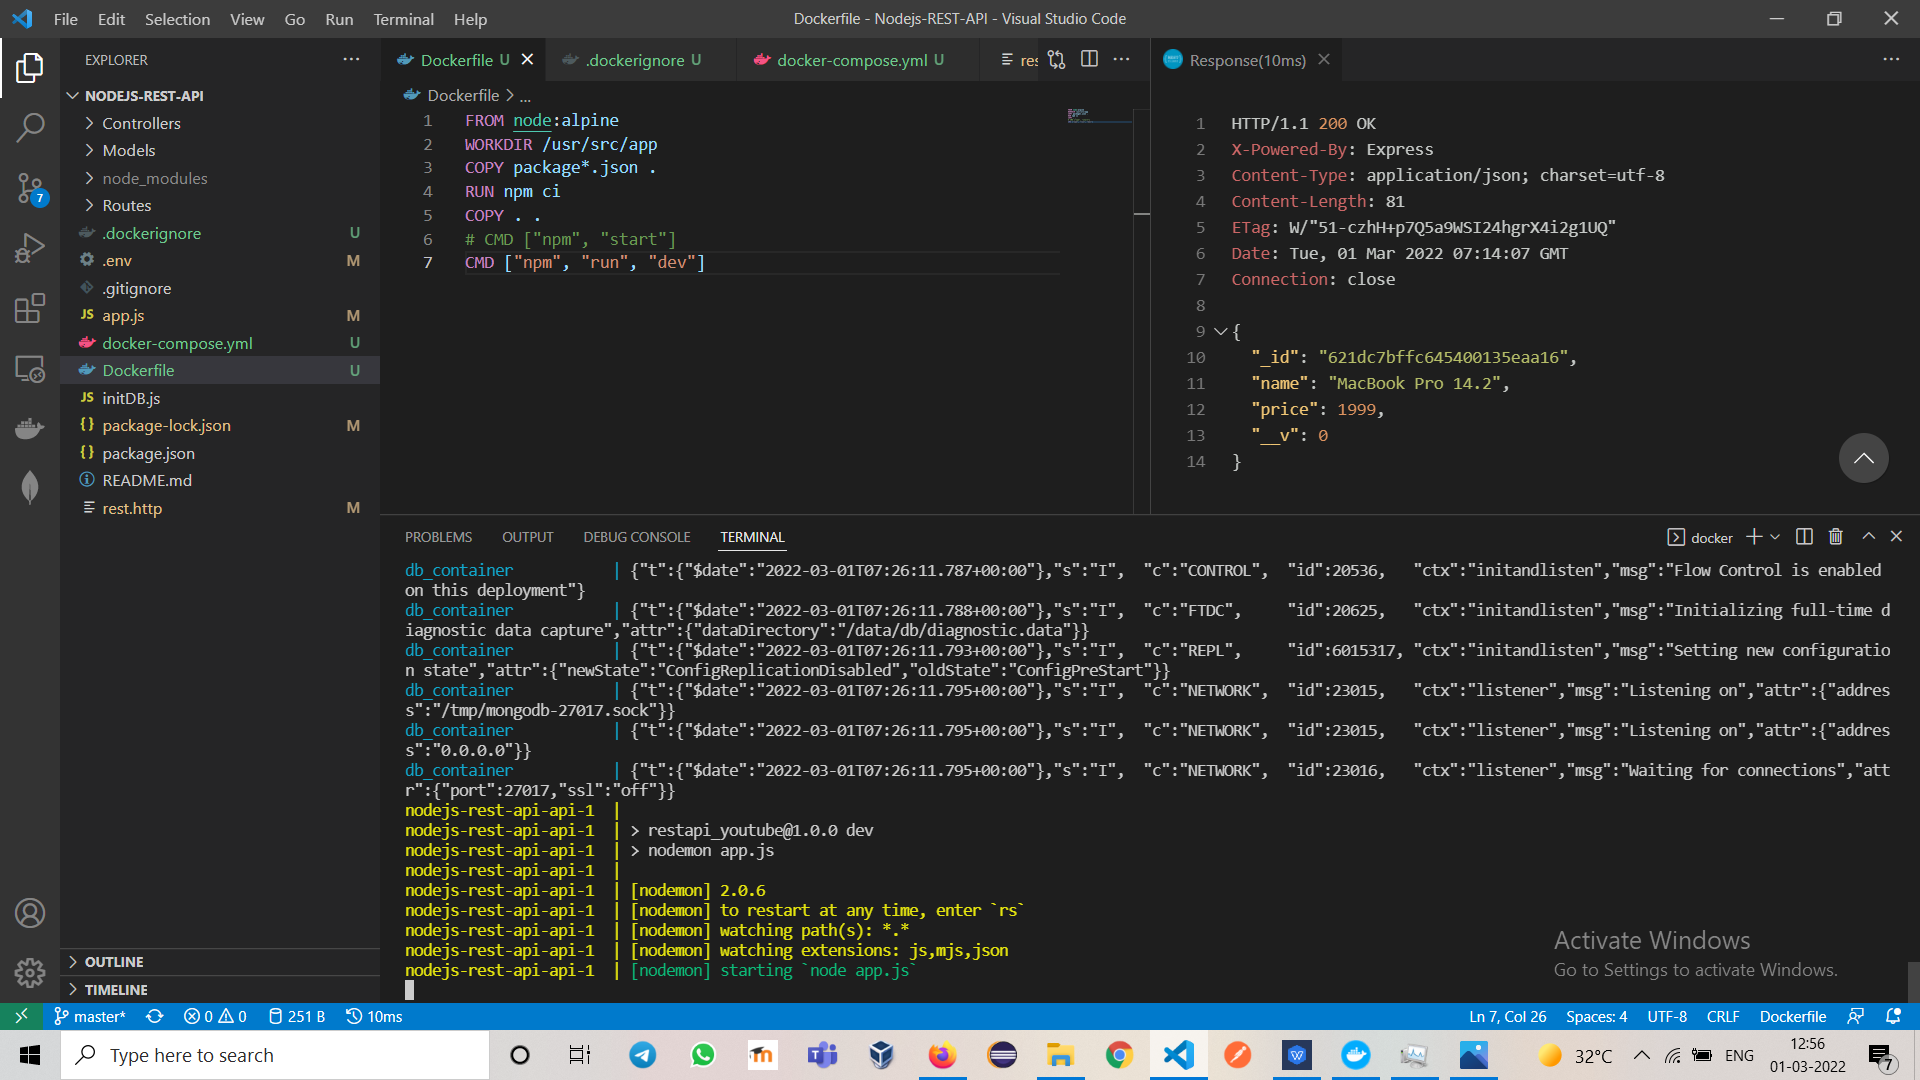 File Edit Selection View Go Run Terminal Help
Dockerfile - Nodejs-REST-API - Visual Studio Code
EXPLORER
NODEJS-REST-API
Controllers
Models
node_modules
Routes
.dockerignore U
.env M
.gitignore
JS app.js M
docker-compose.yml U
Dockerfile U
JS initDB.js
{} package-lock.json M
{} package.json
README.md
rest.http M
OUTLINE
TIMELINE
Dockerfile U
.dockerignore U
docker-compose.yml U
res
Dockerfile > ...
1 FROM node:alpine
2 WORKDIR /usr/src/app
3 COPY package*.json .
4 RUN npm ci
5 COPY . .
6 # CMD ["npm", "start"]
7 CMD ["npm", "run", "dev"]
Response(10ms)
1 HTTP/1.1 200 OK
2 X-Powered-By: Express
3 Content-Type: application/json; charset=utf-8
4 Content-Length: 81
5 ETag: W/"51-czhH+p7Q5a9WSI24hgrX4i2g1UQ"
6 Date: Tue, 01 Mar 2022 07:14:07 GMT
7 Connection: close
8
9 {
10 "_id": "621dc7bffc645400135eaa16",
11 "name": "MacBook Pro 14.2",
12 "price": 1999,
13 "__v": 0
14 }
PROBLEMS OUTPUT DEBUG CONSOLE TERMINAL
docker
db_container | {"t":{"$date":"2022-03-01T07:26:11.787+00:00"},"s":"I", "c":"CONTROL", "id":20536, "ctx":"initandlisten","msg":"Flow Control is enabled
on this deployment"}
db_container | {"t":{"$date":"2022-03-01T07:26:11.788+00:00"},"s":"I", "c":"FTDC", "id":20625, "ctx":"initandlisten","msg":"Initializing full-time d
iagnostic data capture","attr":{"dataDirectory":"/data/db/diagnostic.data"}}
db_container | {"t":{"$date":"2022-03-01T07:26:11.793+00:00"},"s":"I", "c":"REPL", "id":6015317, "ctx":"initandlisten","msg":"Setting new configuratio
n state","attr":{"newState":"ConfigReplicationDisabled","oldState":"ConfigPreStart"}}
db_container | {"t":{"$date":"2022-03-01T07:26:11.795+00:00"},"s":"I", "c":"NETWORK", "id":23015, "ctx":"listener","msg":"Listening on","attr":{"addres
s":"/tmp/mongodb-27017.sock"}}
db_container | {"t":{"$date":"2022-03-01T07:26:11.795+00:00"},"s":"I", "c":"NETWORK", "id":23015, "ctx":"listener","msg":"Listening on","attr":{"addres
s":"0.0.0.0"}}
db_container | {"t":{"$date":"2022-03-01T07:26:11.795+00:00"},"s":"I", "c":"NETWORK", "id":23016, "ctx":"listener","msg":"Waiting for connections","att
r":{"port":27017,"ssl":"off"}}
nodejs-rest-api-api-1 |
nodejs-rest-api-api-1 | > restapi_youtube@1.0.0 dev
nodejs-rest-api-api-1 | > nodemon app.js
nodejs-rest-api-api-1 |
nodejs-rest-api-api-1 | [nodemon] 2.0.6
nodejs-rest-api-api-1 | [nodemon] to restart at any time, enter `rs`
nodejs-rest-api-api-1 | [nodemon] watching path(s): *.*
nodejs-rest-api-api-1 | [nodemon] watching extensions: js,mjs,json
nodejs-rest-api-api-1 | [nodemon] starting `node app.js`
Activate Windows
Go to Settings to activate Windows.
7
master* 0 0 251 B 10ms
Ln 7, Col 26 Spaces: 4 UTF-8 CRLF Dockerfile
Type here to search
32°C ENG
12:56
01-03-2022
7